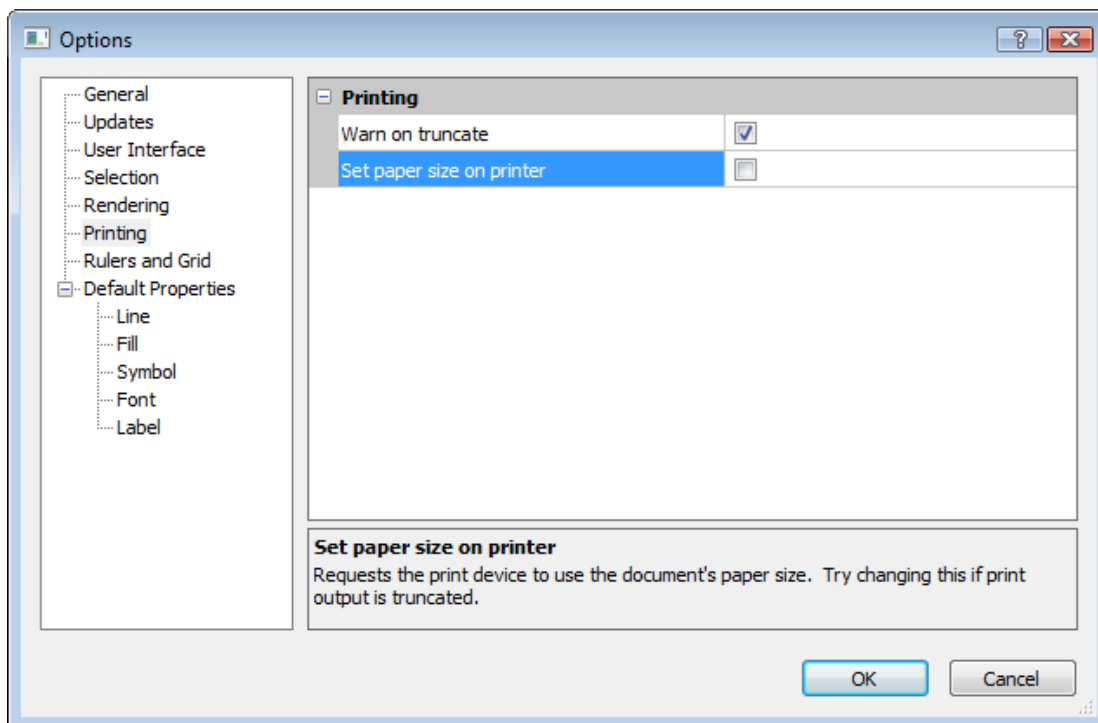 Options
General
Updates
User Interface
Selection
Rendering
Printing
Rulers and Grid
Default Properties
Line
Fill
Symbol
Font
Label
Printing
Warn on truncate
Set paper size on printer
Set paper size on printer
Requests the print device to use the document's paper size.  Try changing this if print
output is truncated.
OK
Cancel